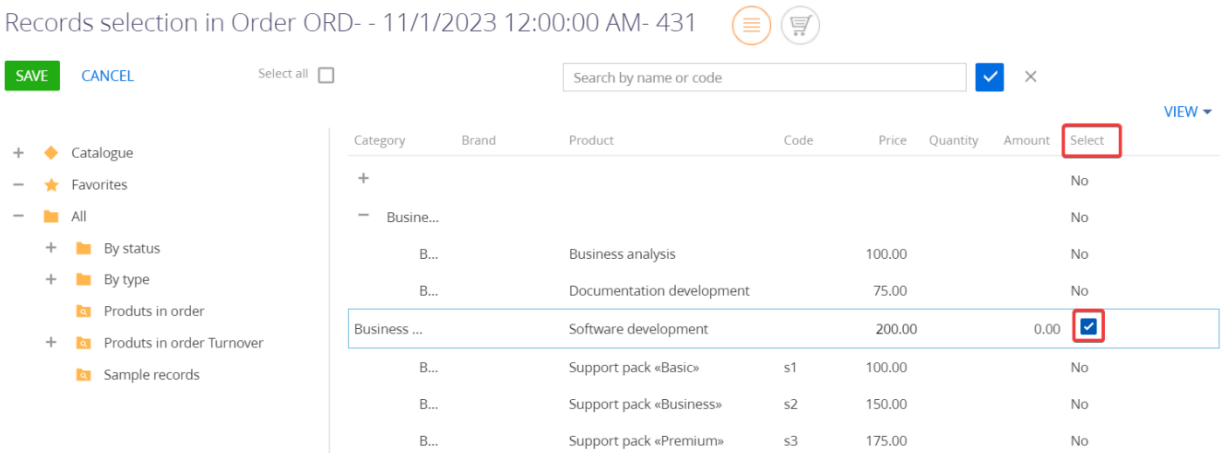 Records selection in Order ORD- - 11/1/2023 12:00:00 AM- 431
SAVE CANCEL Select all Search by name or code
VIEW
Category Brand Product Code Price Quantity Amount Select
Catalogue
Favorites
All
By status
By type
Produts in order
Produts in order Turnover
Sample records
No
Busine... No
B... Business analysis 100.00 No
B... Documentation development 75.00 No
Business ... Software development 200.00 0.00
B... Support pack «Basic» s1 100.00 No
B... Support pack «Business» s2 150.00 No
B... Support pack «Premium» s3 175.00 No